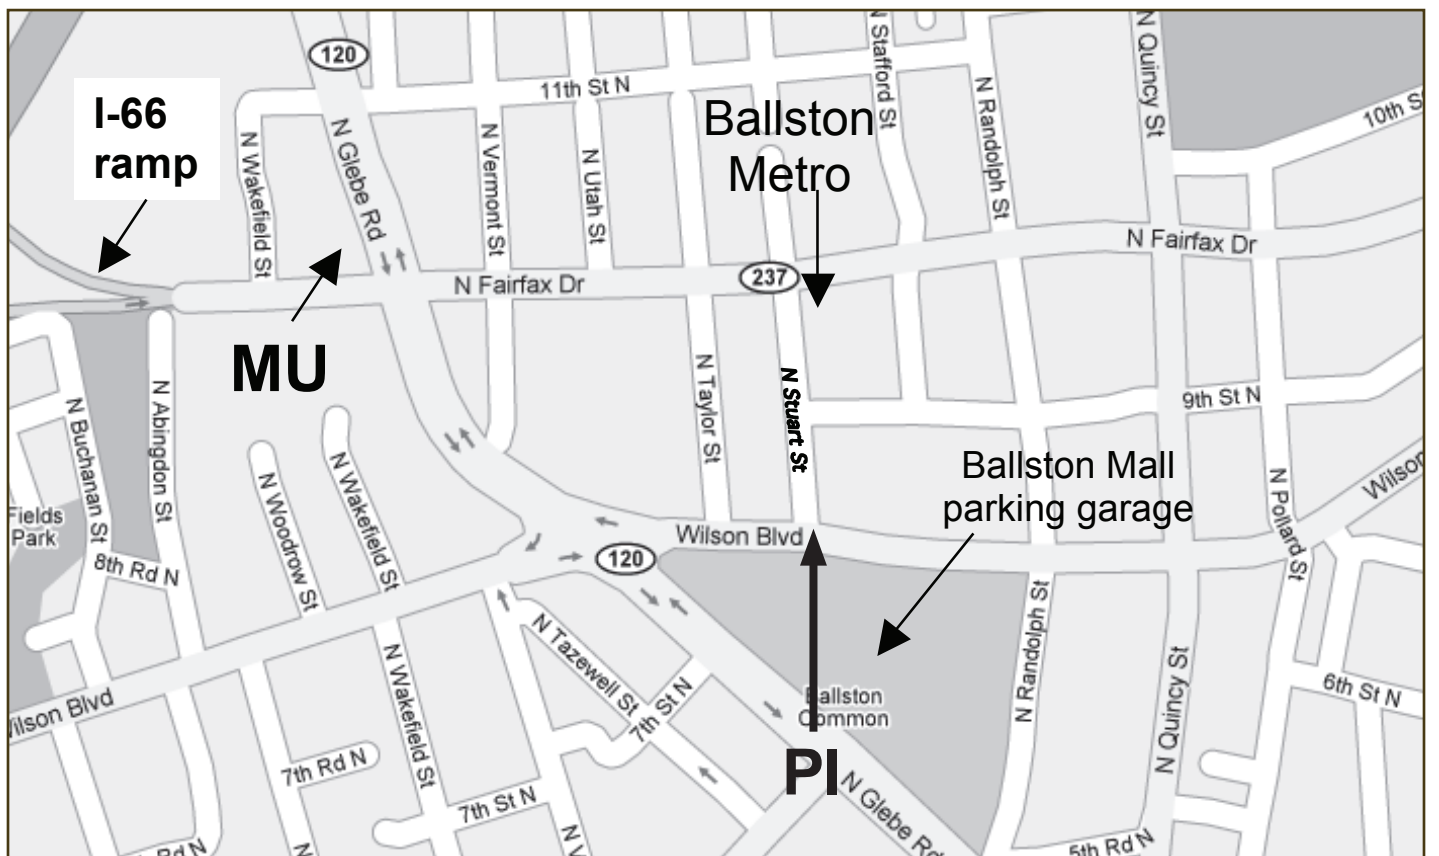 120
11th St N
N Stafford St
N Quincy St
N Randolph St
10th S
I-66
ramp
N Wakefield St
N Glebe Rd
N Vermont St
N Utah St
Ballston
Metro
N Fairfax Dr
N Fairfax Dr
237
MU
N Buchanan St
N Abingdon St
N Taylor St
N Stuart St
9th St N
N Woodrow St
N Wakefield St
Ballston Mall
parking garage
N Pollard St
Wilson
Fields
Park
8th Rd N
Wilson Blvd
120
N Tazewell St
N Randolph St
N Quincy St
6th St N
Wilson Blvd
N Wakefield St
7th St N
Ballston
Common
PI
7th Rd N
7th St N
N Glebe Rd
Rd N
N
N V
5th Rd N